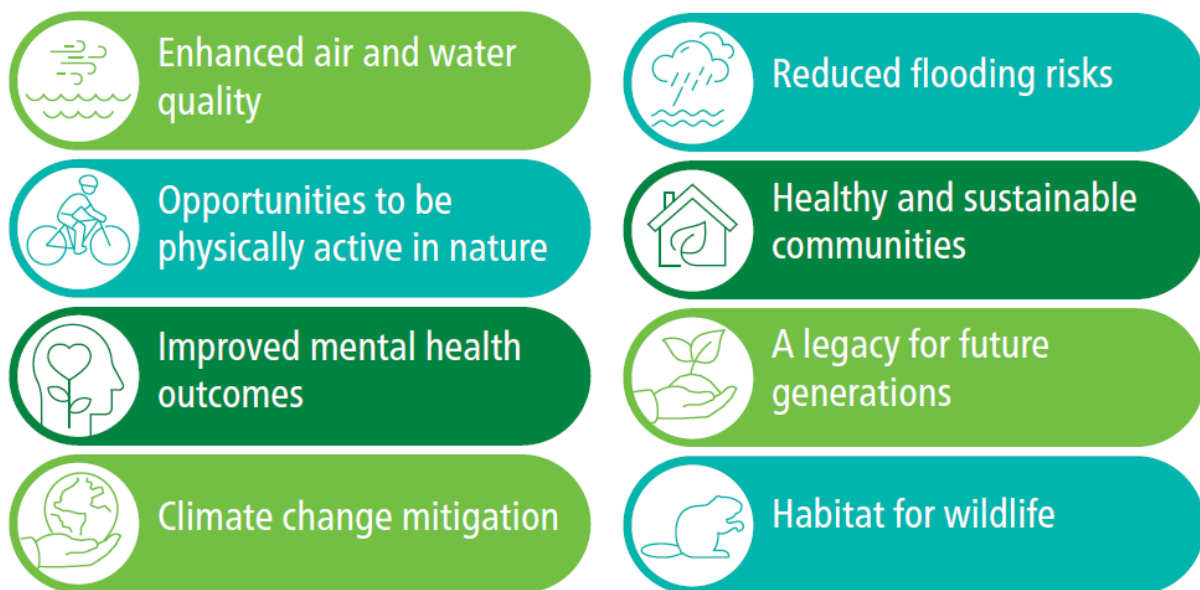 Enhanced air and water
quality
Opportunities to be
physically active in nature
Improved mental health
outcomes
Climate change mitigation
Reduced flooding risks
Healthy and sustainable
communities
A legacy for future
generations
Habitat for wildlife